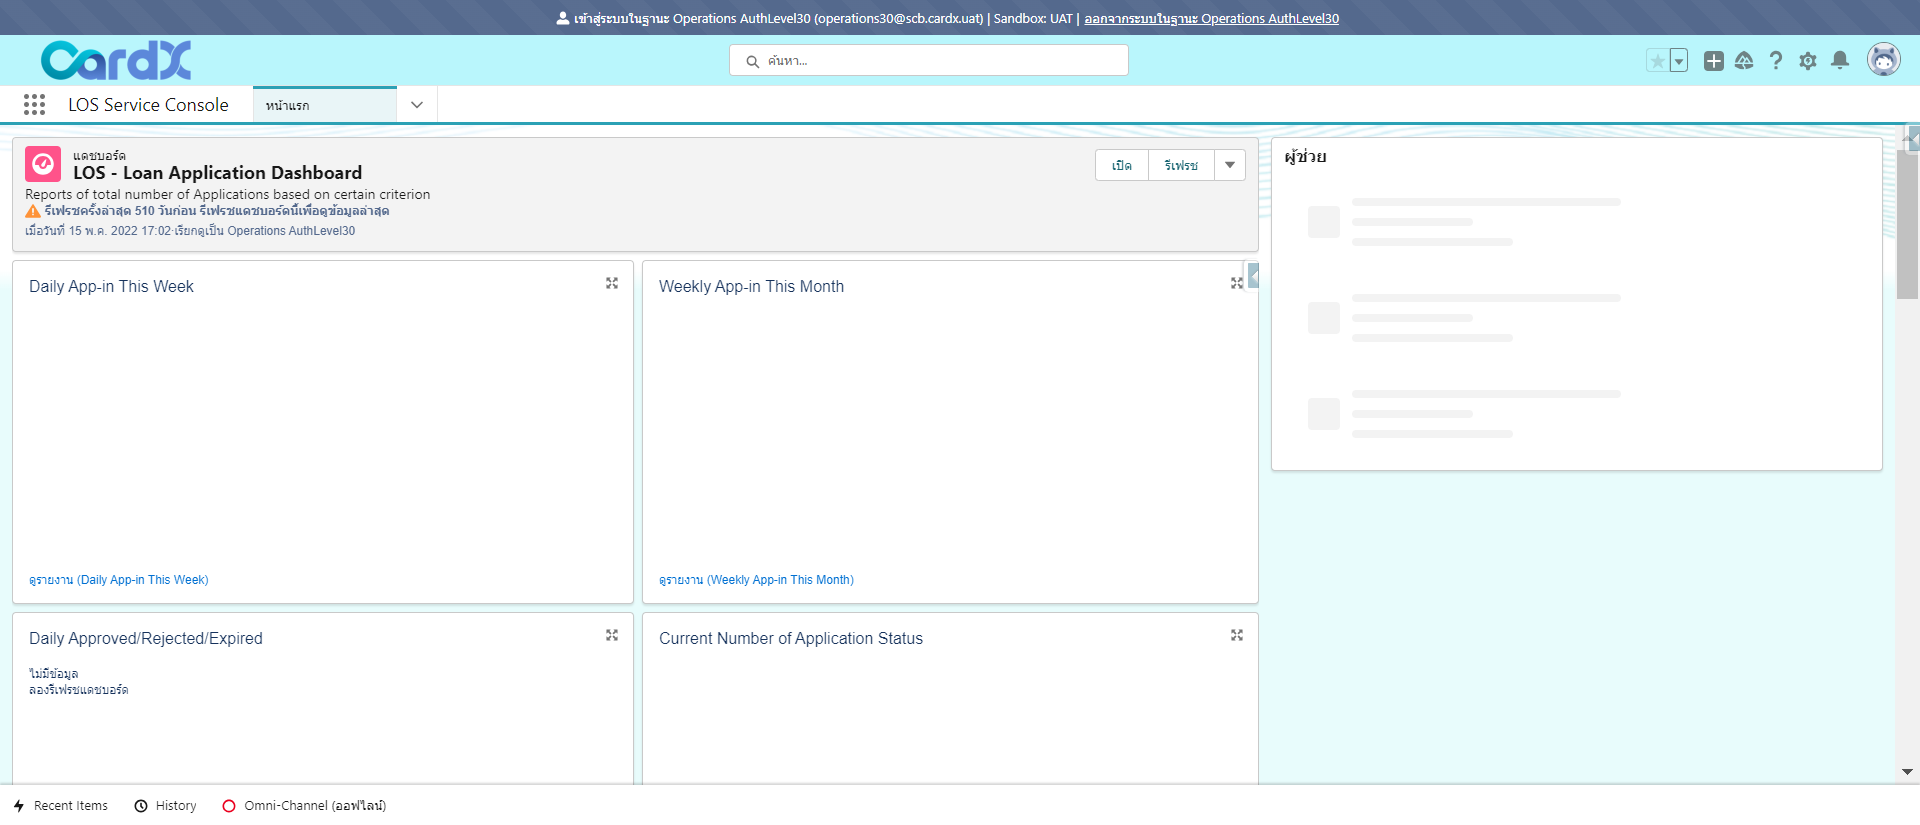 เข้าสู่ระบบในฐานะ Operations AuthLevel30 (operations30@scb.cardx.uat) | Sandbox: UAT | ออกจากระบบในฐานะ Operations AuthLevel30
CardX
ค้นหา...
LOS Service Console
หน้าแรก
แดชบอร์ด
LOS - Loan Application Dashboard
Reports of total number of Applications based on certain criterion
รีเฟรชครั้งล่าสุด 510 วันก่อน รีเฟรชแดชบอร์ดนี้เพื่อดูข้อมูลล่าสุด
เมื่อวันที่ 15 พ.ค. 2022 17:02·เรียกดูเป็น Operations AuthLevel30
เปิด
รีเฟรช
ผู้ช่วย
Daily App-in This Week
Weekly App-in This Month
ดูรายงาน (Daily App-in This Week)
ดูรายงาน (Weekly App-in This Month)
Daily Approved/Rejected/Expired
Current Number of Application Status
ไม่มีข้อมูล
ลองรีเฟรชแดชบอร์ด
Recent Items
History
Omni-Channel (ออฟไลน์)